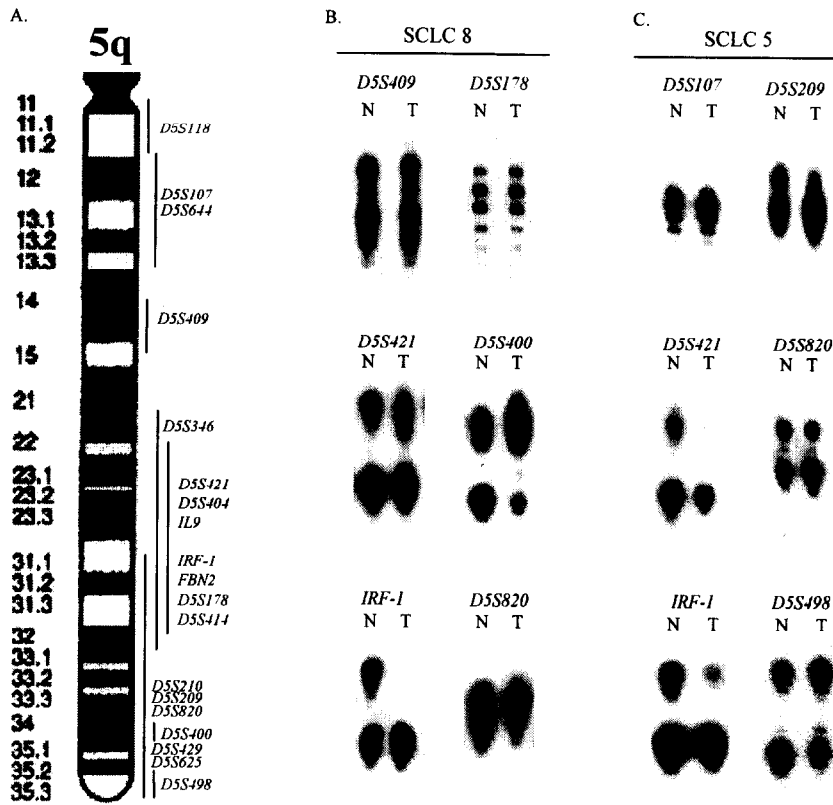 A.
5q
11
11.1
11.2
12
13.1
13.2
13.3
14
15
21
22
23.1
23.2
23.3
31.1
31.2
31.3
32
33.1
33.2
33.3
34
35.1
35.2
35.3
D5S118
D5S107
D5S644
D5S409
D5S346
D5S421
D5S404
IL9
IRF-1
FBN2
D5S178
D5S414
D5S210
D5S209
D5S820
D5S400
D5S429
D5S625
D5S498
B.
SCLC 8
D5S409 D5S178
N T N T
D5S421 D5S400
N T N T
IRF-1 D5S820
N T N T
C.
SCLC 5
D5S107 D5S209
N T N T
D5S421 D5S820
N T N T
IRF-1 D5S498
N T N T